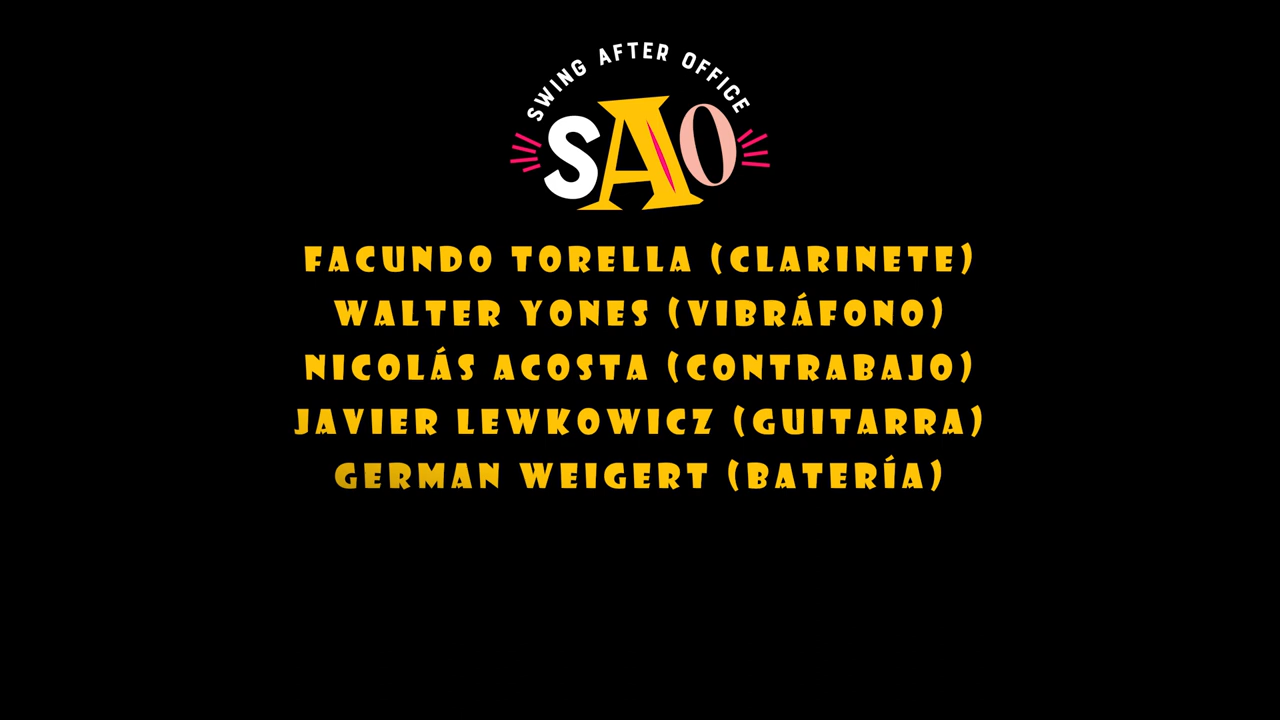 SWING AFTER OFFICE
SAO
FACUNDO TORELLA (CLARINETE)
WALTER YONES (VIBRÁFONO)
NICOLÁS ACOSTA (CONTRABAJO)
JAVIER LEWKOWICZ (GUITARRA)
GERMAN WEIGERT (BATERÍA)